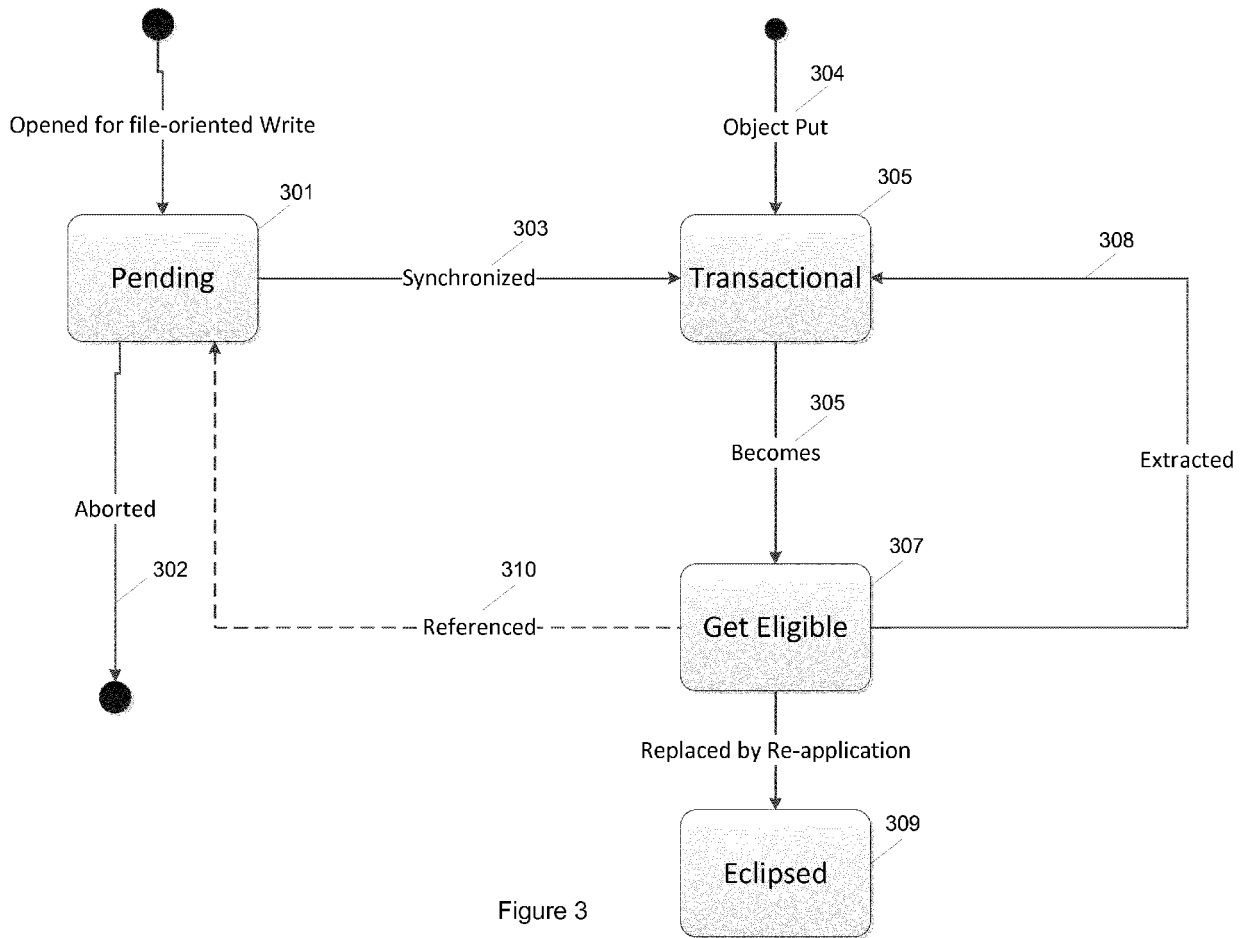 304
Opened for file-oriented Write
Object Put
301
305
303
308
Pending
Synchronized
Transactional
305
Becomes
Extracted
Aborted
302
310
307
Referenced
Get Eligible
Replaced by Re-application
309
Eclipsed
Figure 3